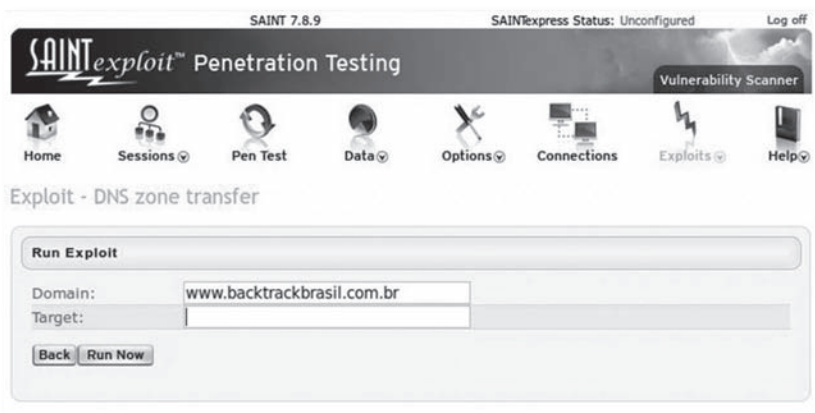 SAINT 7.8.9 SAINTexpress Status: Unconfigured Log off
SAINTexploit™ Penetration Testing
Vulnerability Scanner
Home Sessions Pen Test Data Options Connections Exploits Help
Exploit - DNS zone transfer
Run Exploit
Domain: www.backtrackbrasil.com.br
Target:
Back Run Now